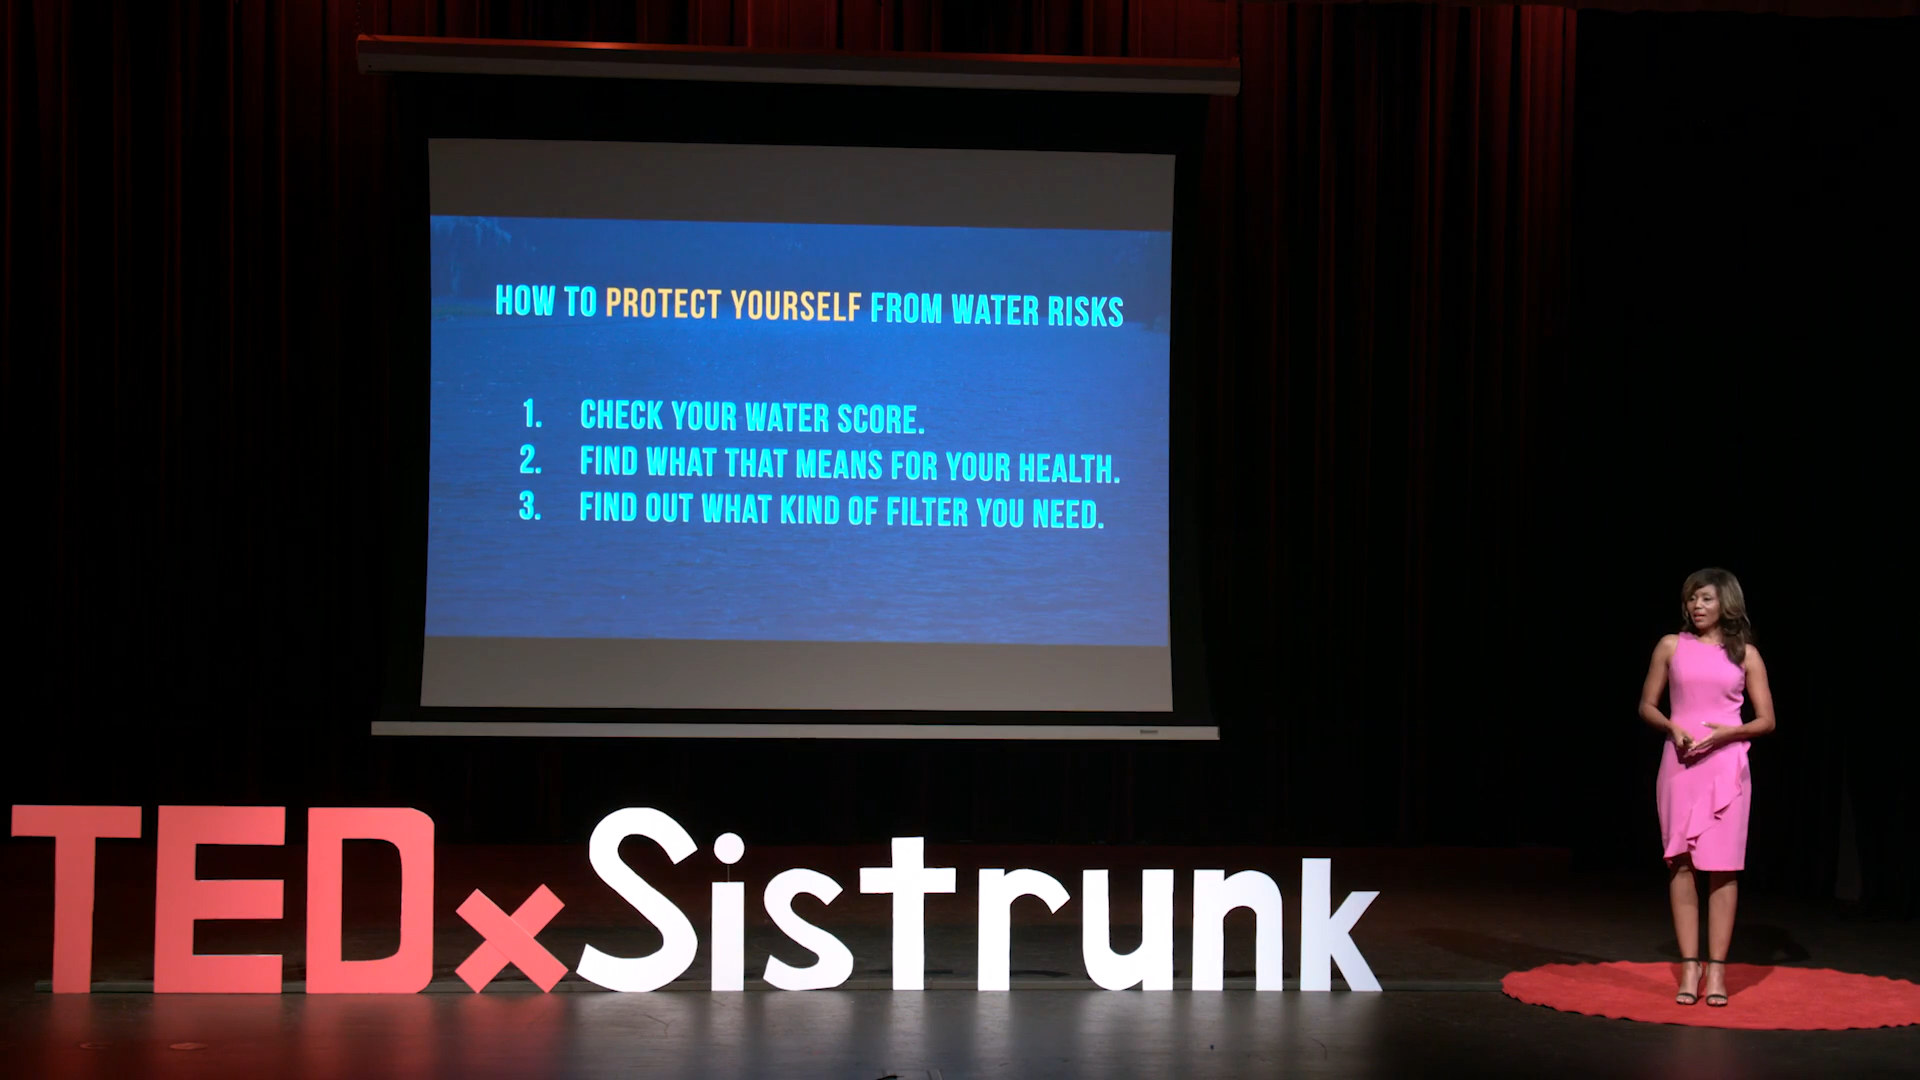 HOW TO PROTECT YOURSELF FROM WATER RISKS
1. CHECK YOUR WATER SCORE.
2. FIND WHAT THAT MEANS FOR YOUR HEALTH.
3. FIND OUT WHAT KIND OF FILTER YOU NEED.
TEDxSistrunk